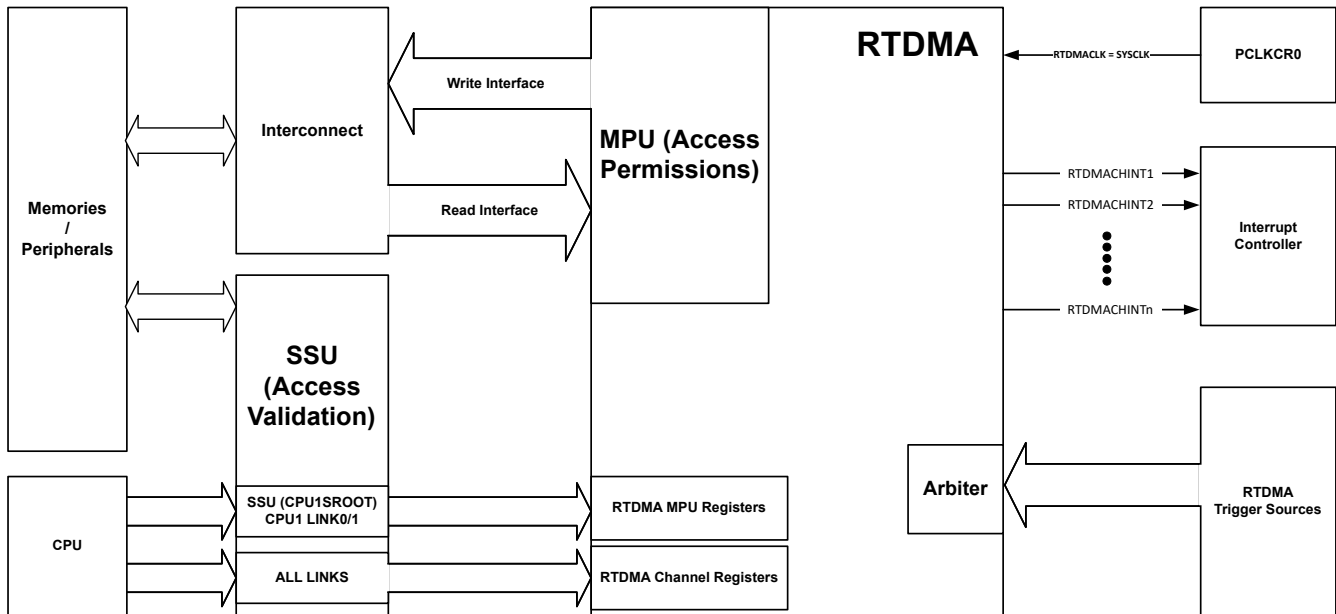 RTDMA
RTDMACLK = SYSCLK
PCLKCR0
Write Interface
Interconnect
MPU (Access
Permissions)
Read Interface
Memories
/
Peripherals
RTDMACHINT1
RTDMACHINT2
RTDMACHINTn
Interrupt
Controller
SSU
(Access
Validation)
CPU
SSU (CPU1SROOT)
CPU1 LINK0/1
RTDMA MPU Registers
ALL LINKS
RTDMA Channel Registers
Arbiter
RTDMA
Trigger Sources